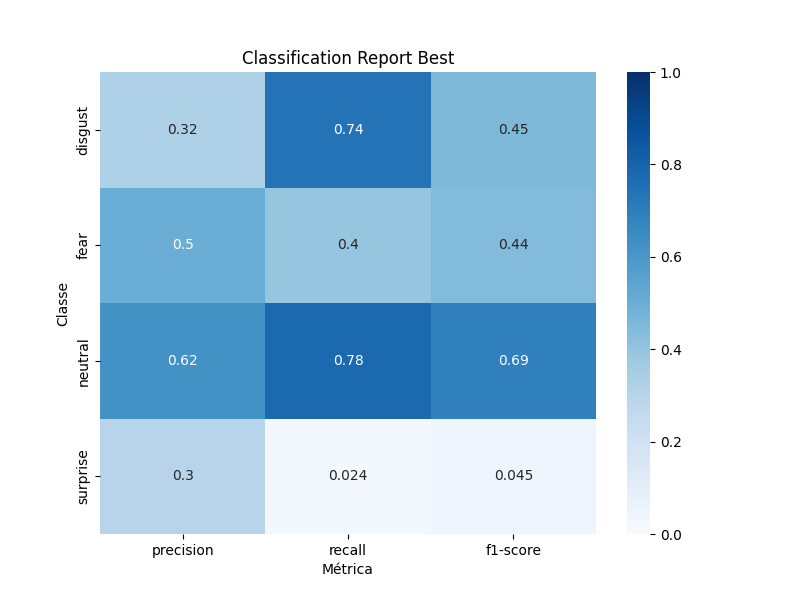 Classification Report Best
disgust 0.32 0.74 0.45
fear 0.5 0.4 0.44
neutral 0.62 0.78 0.69
surprise 0.3 0.024 0.045
precision recall f1-score
Métrica
Classe
1.0
0.8
0.6
0.4
0.2
0.0